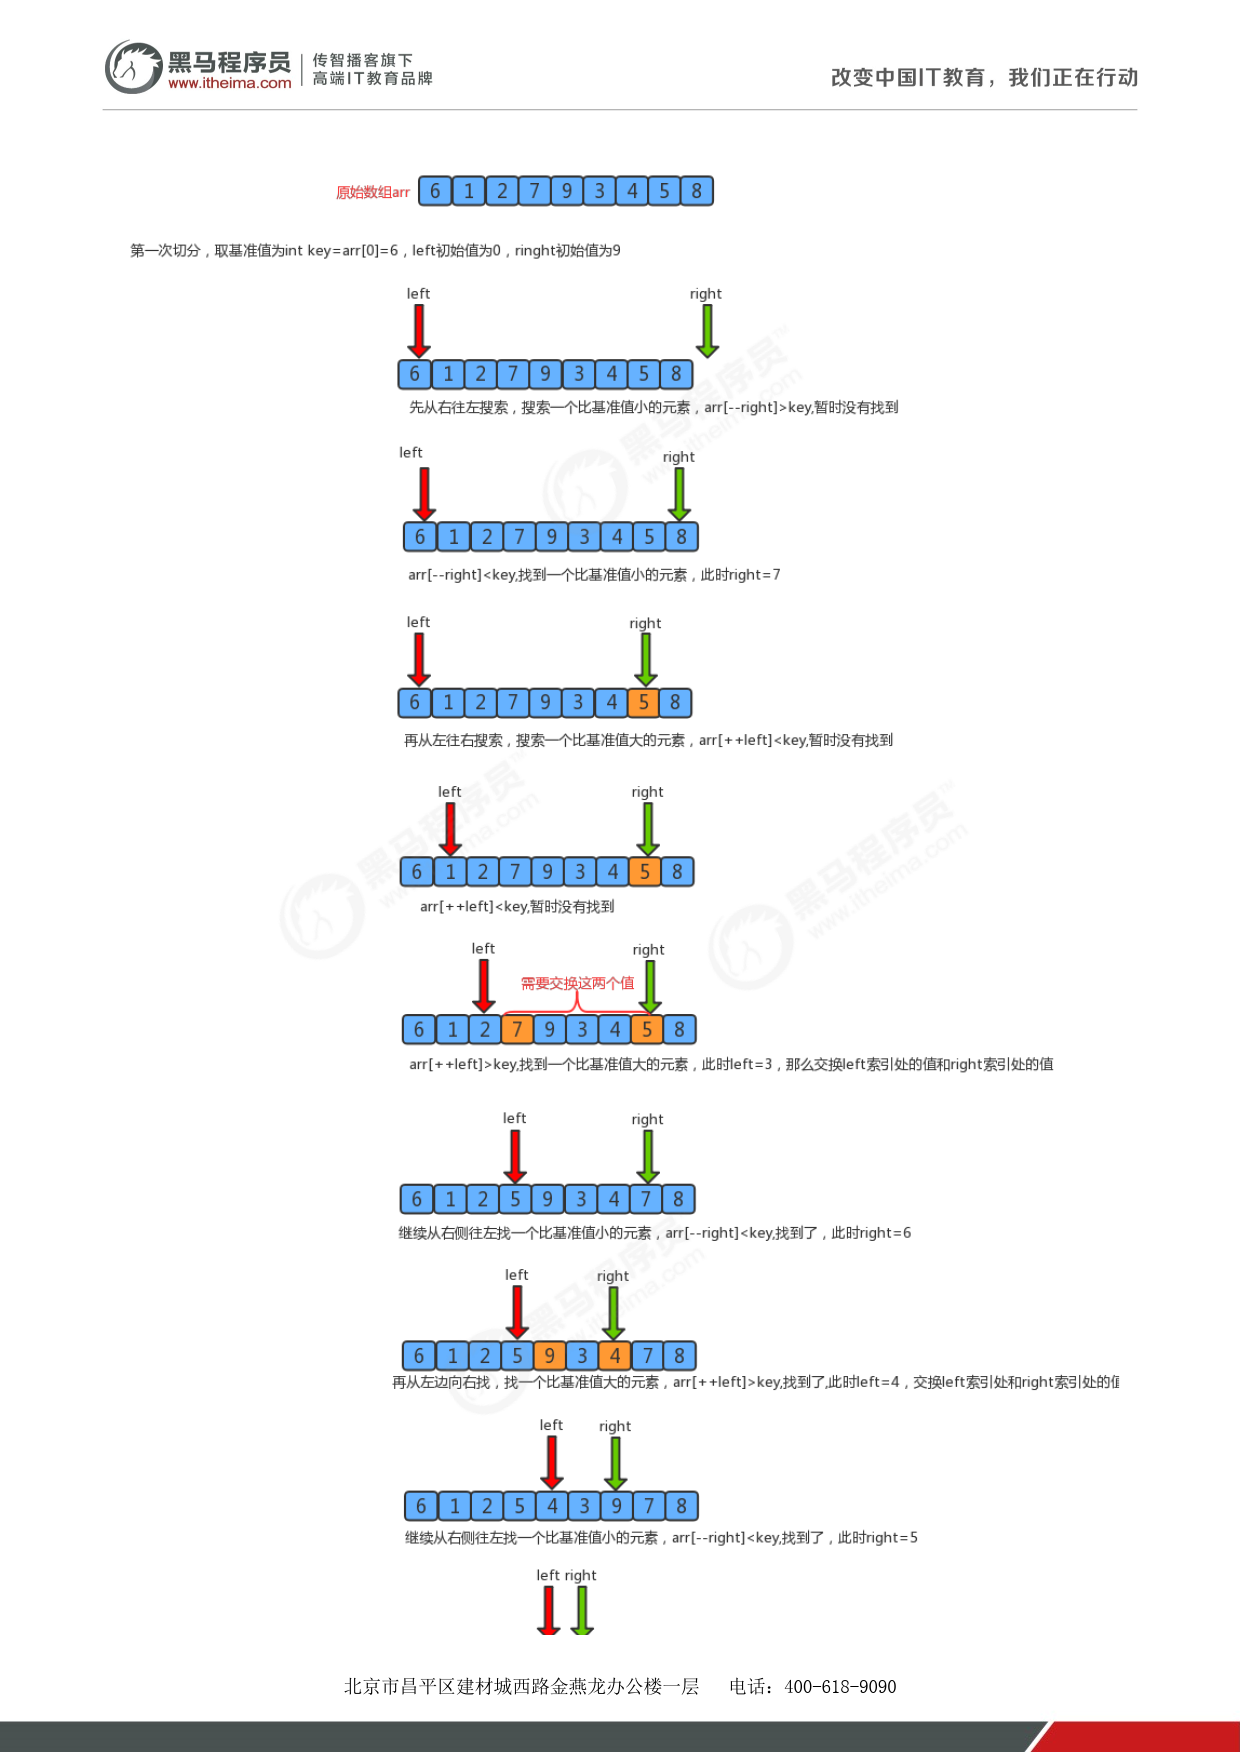 黑马程序员
www.itheima.com
传智播客旗下
高端IT教育品牌
改变中国IT教育，我们正在行动
原始数组arr 6 1 2 7 9 3 4 5 8
第一次切分，取基准值为int key=arr[0]=6，left初始值为0，ringht初始值为9
left right
6 1 2 7 9 3 4 5 8
先从右往左搜索，搜索一个比基准值小的元素，arr[--right]>key,暂时没有找到
left right
6 1 2 7 9 3 4 5 8
arr[--right]<key,找到一个比基准值小的元素，此时right=7
left right
6 1 2 7 9 3 4 5 8
再从左往右搜索，搜索一个比基准值大的元素，arr[++left]<key,暂时没有找到
left right
6 1 2 7 9 3 4 5 8
arr[++left]<key,暂时没有找到
left right
需要交换这两个值
6 1 2 7 9 3 4 5 8
arr[++left]>key,找到一个比基准值大的元素，此时left=3，那么交换left索引处的值和right索引处的值
left right
6 1 2 5 9 3 4 7 8
继续从右侧往左找一个比基准值小的元素，arr[--right]<key,找到了，此时right=6
left right
6 1 2 5 9 3 4 7 8
再从左边向右找，找一个比基准值大的元素，arr[++left]>key,找到了,此时left=4，交换left索引处和right索引处的值
left right
6 1 2 5 4 3 9 7 8
继续从右侧往左找一个比基准值小的元素，arr[--right]<key,找到了，此时right=5
left right
北京市昌平区建材城西路金燕龙办公楼一层 电话：400-618-9090